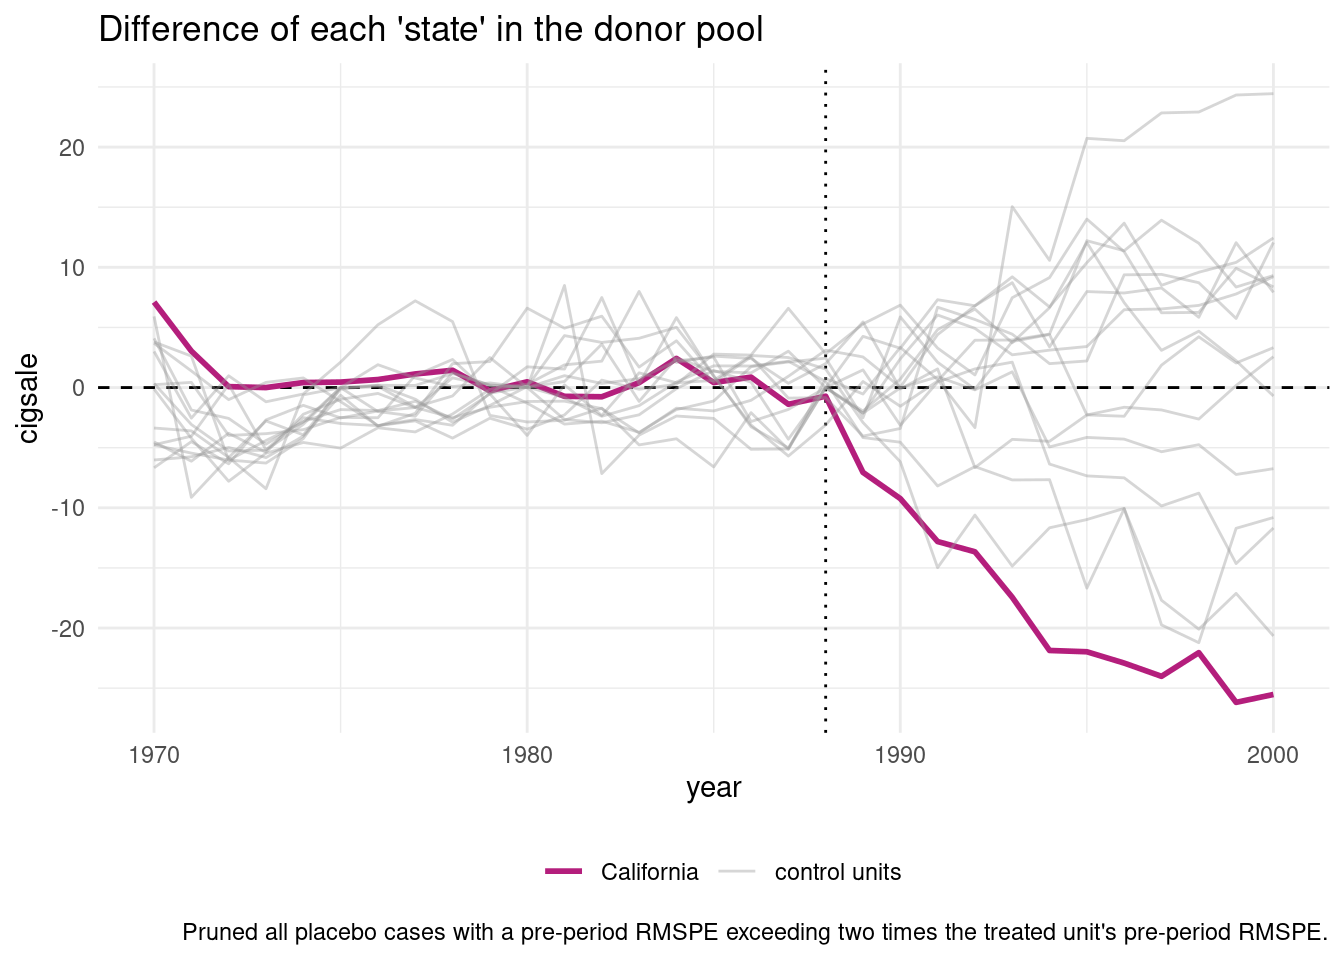 Difference of each 'state' in the donor pool
cigsale
20
10
0
-10
-20
1970 1980 1990 2000
year
California control units
Pruned all placebo cases with a pre-period RMSPE exceeding two times the treated unit's pre-period RMSPE.